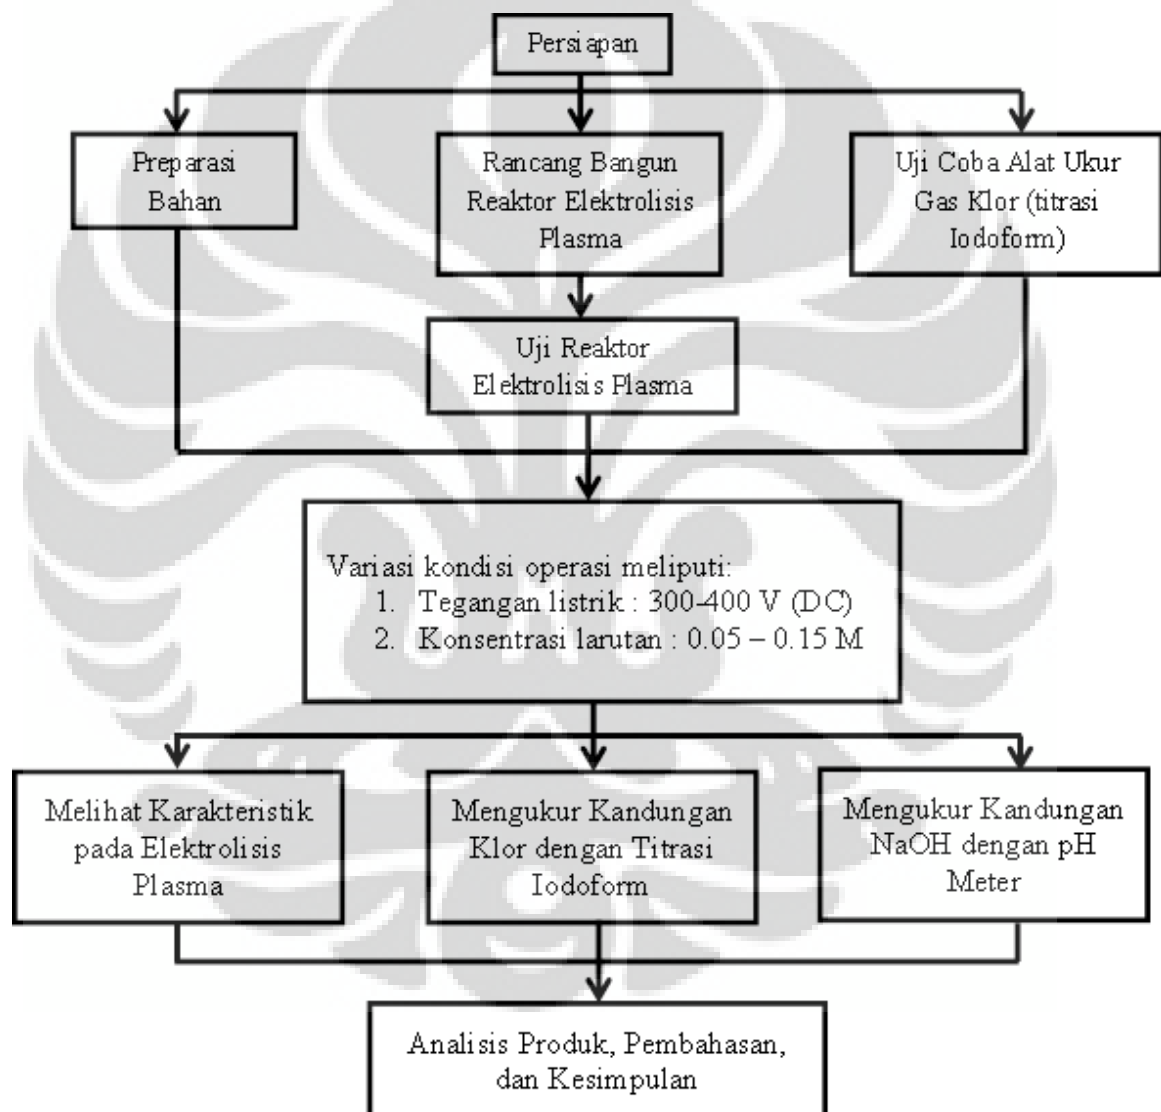 Persiapan
Preparasi
Bahan
Rancang Bangun
Reaktor Elektrolisis
Plasma
Uji Coba Alat Ukur
Gas Klor (titrasi
Iodoform)
Uji Reaktor
Elektrolisis Plasma
Variasi kondisi operasi meliputi:
1. Tegangan listrik : 300-400 V (DC)
2. Konsentrasi larutan : 0.05 – 0.15 M
Melihat Karakteristik
pada Elektrolisis
Plasma
Mengukur Kandungan
Klor dengan Titrasi
Iodoform
Mengukur Kandungan
NaOH dengan pH
Meter
Analisis Produk, Pembahasan,
dan Kesimpulan